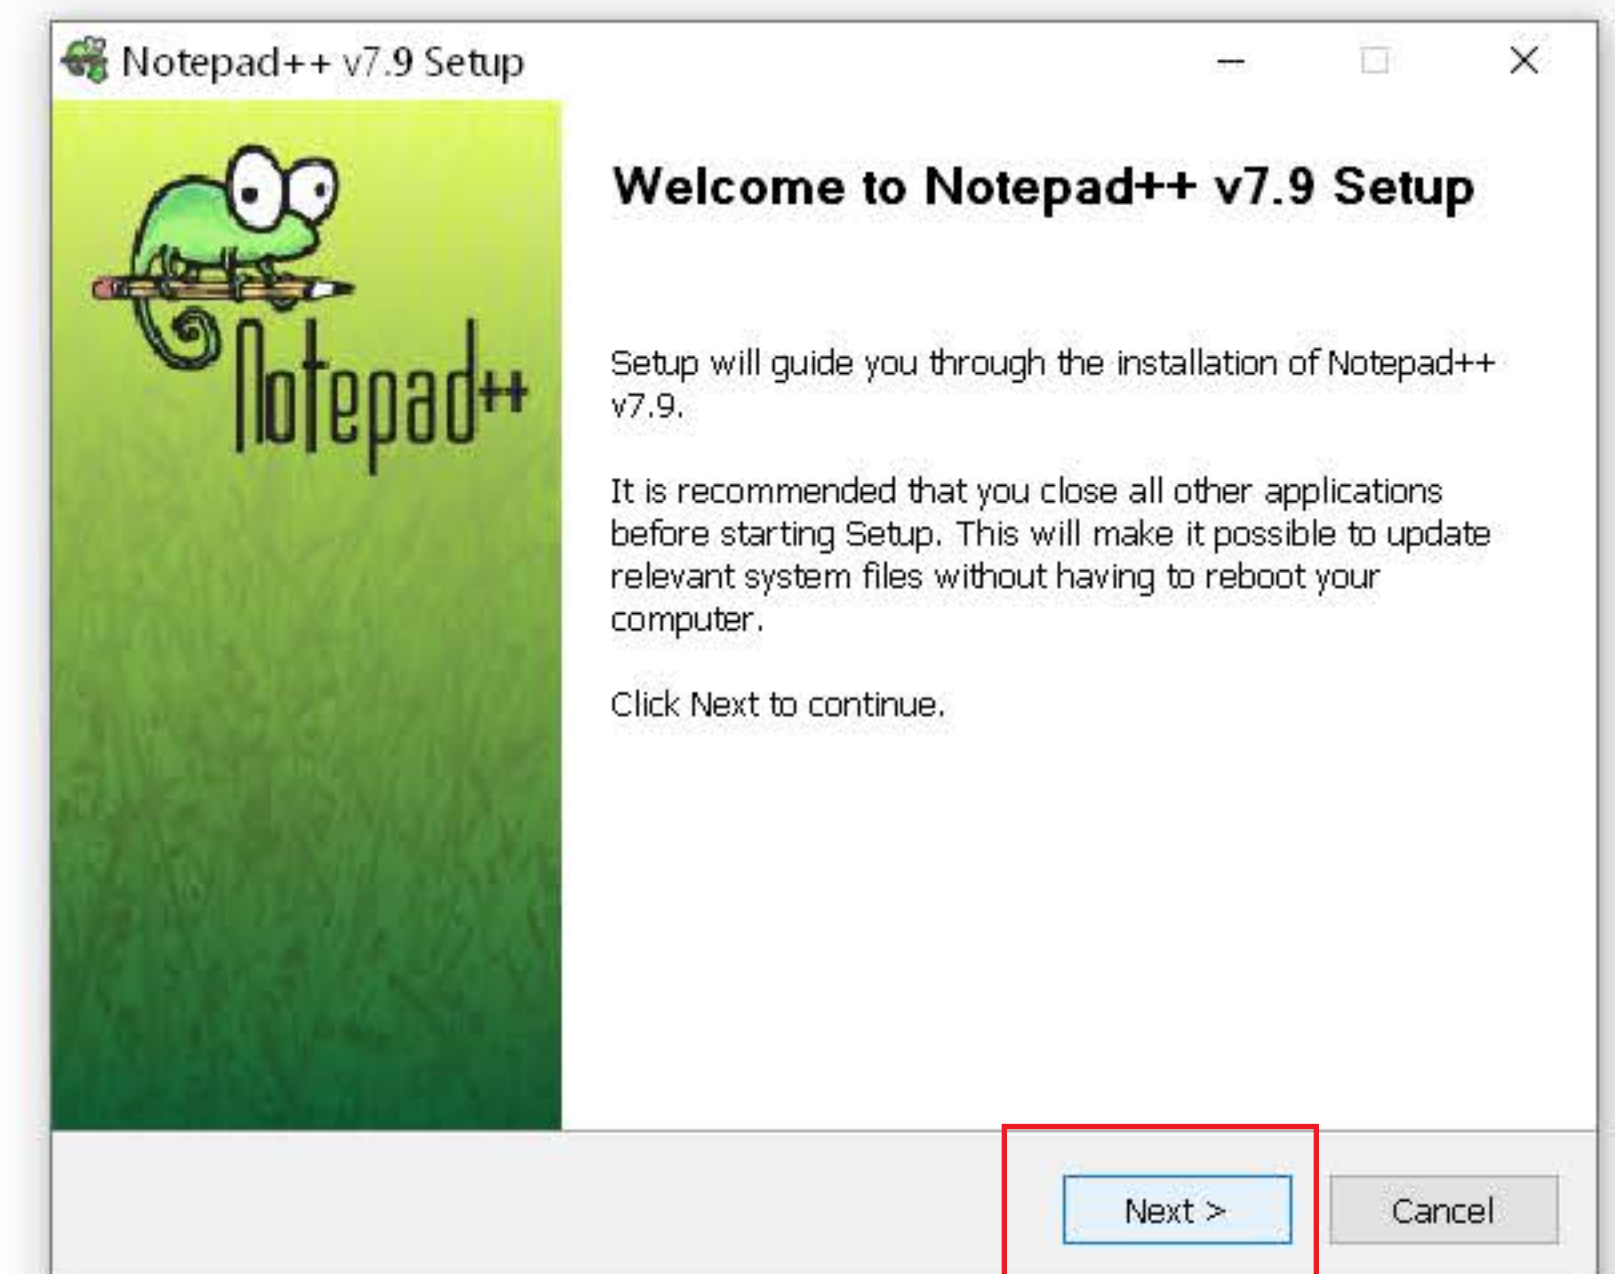 Notepad++ v7.9 Setup
Notepad++
Welcome to Notepad++ v7.9 Setup
Setup will guide you through the installation of Notepad++
v7.9.
It is recommended that you close all other applications
before starting Setup. This will make it possible to update
relevant system files without having to reboot your
computer.
Click Next to continue.
Next >
Cancel